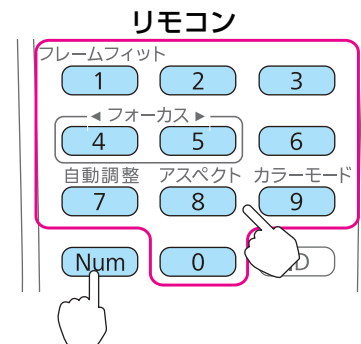 リモコン
フレームフィット
1 2 3
◄ フォーカス ►
4 5 6
自動調整 アスペクト カラーモード
7 8 9
Num 0